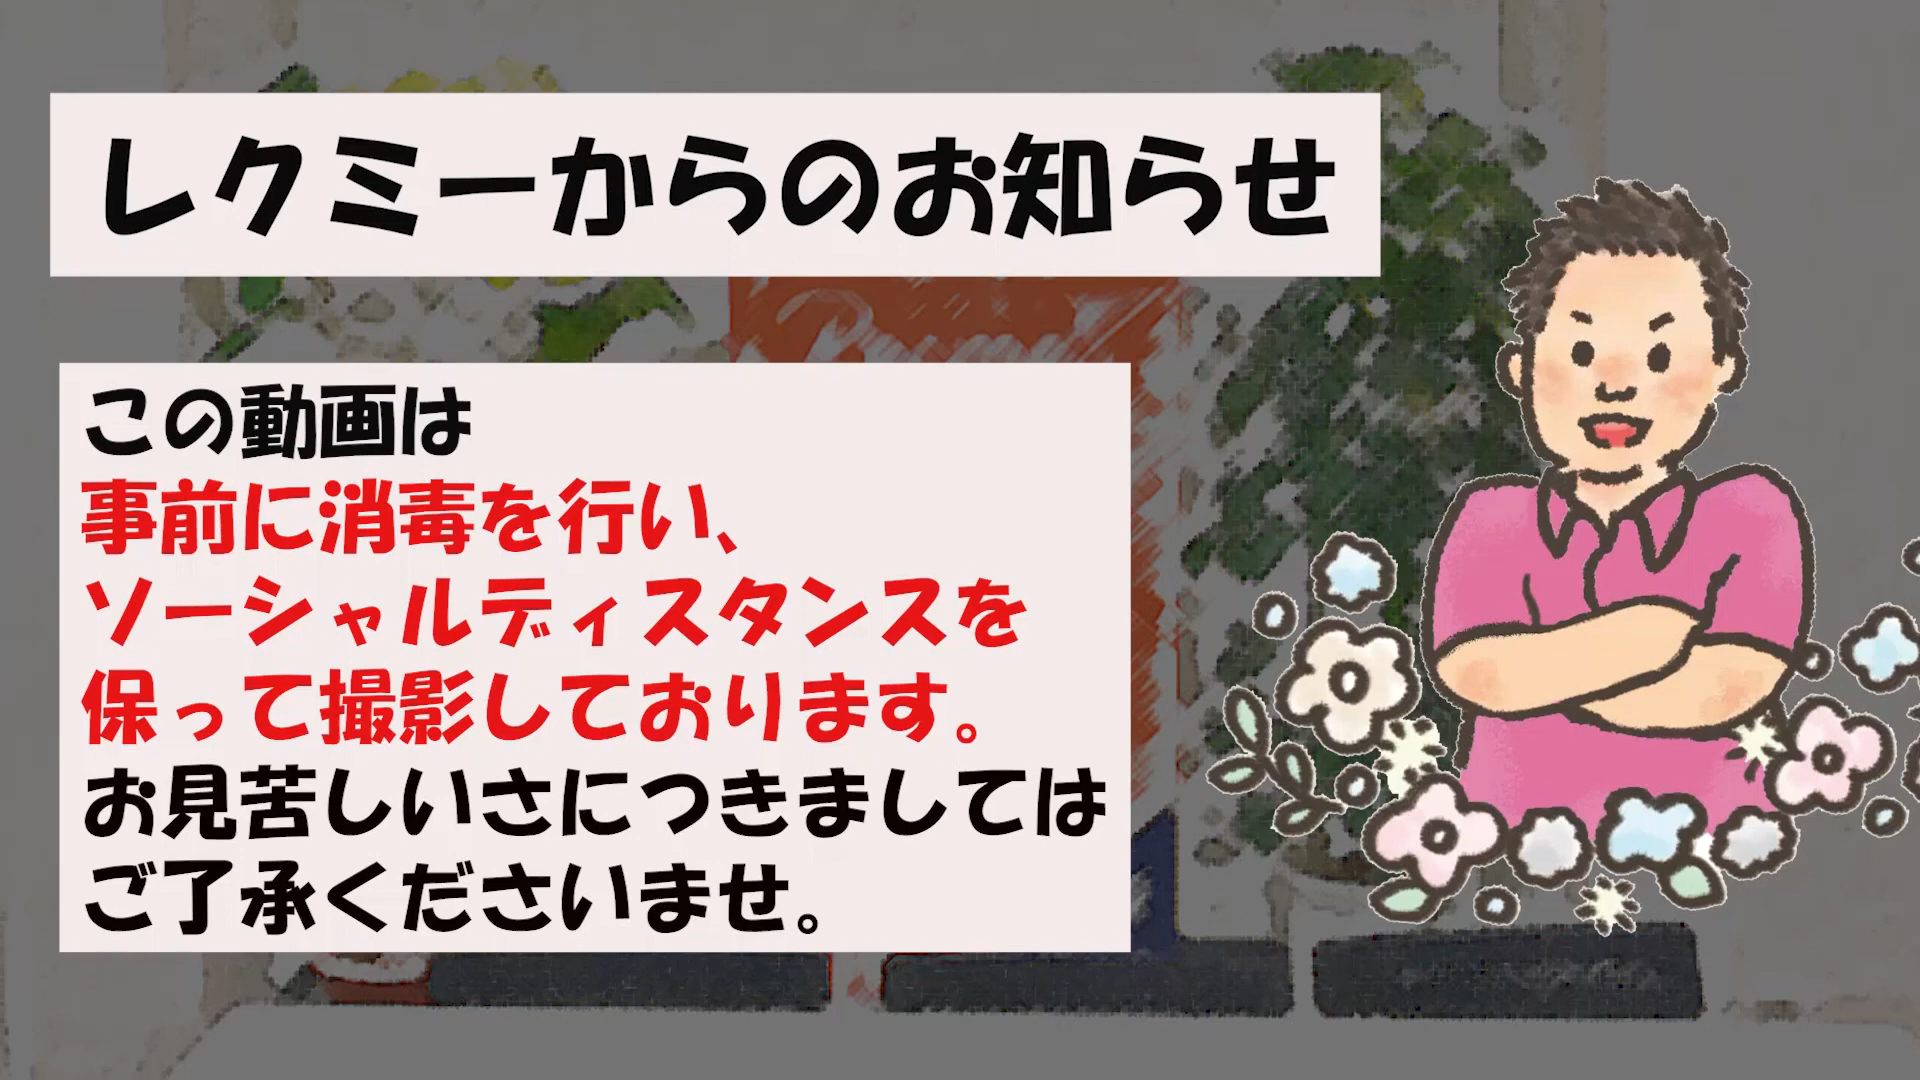 レクミーからのお知らせ
この動画は
事前に消毒を行い、
ソーシャルディスタンスを
保って撮影しております。
お見苦しいさにつきましては
ご了承くださいませ。